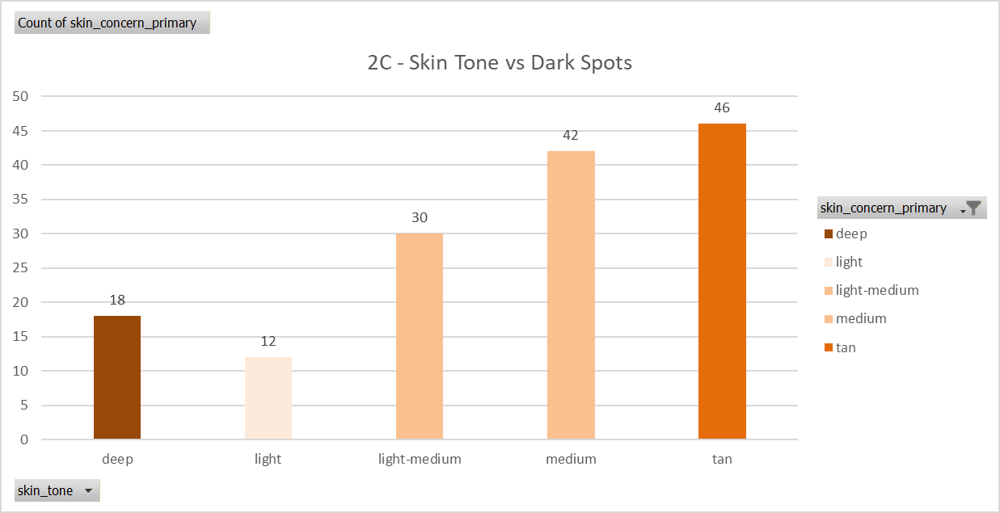 Count of skin_concern_primary
2C - Skin Tone vs Dark Spots
50
45
40
35
30
25
20
15
10
5
0
18
12
30
42
46
deep
light
light-medium
medium
tan
skin_concern_primary
deep
light
light-medium
medium
tan
skin_tone